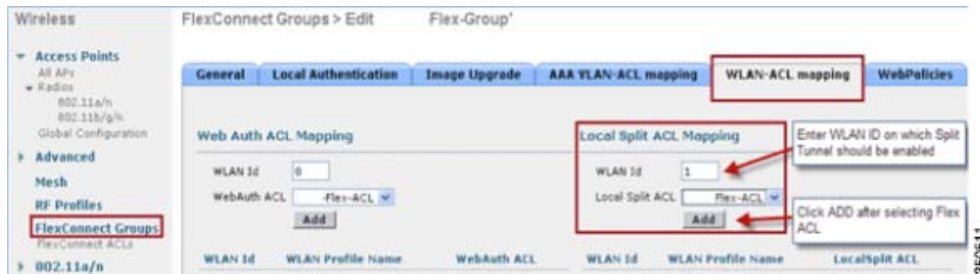 Wireless
Access Points
All APs
Radios
802.11a/n
802.11b/g/n
Global Configuration
Advanced
Mesh
RF Profiles
FlexConnect Groups
FlexConnect ACLs
802.11a/n
FlexConnect Groups > Edit Flex-Group'
General Local Authentication Image Upgrade AAA VLAN-ACL mapping WLAN-ACL mapping WebPolicies
Web Auth ACL Mapping
WLAN Id 0
WebAuth ACL -Flex-ACL
Add
WLAN Id WLAN Profile Name WebAuth ACL
Local Split ACL Mapping
WLAN Id 1
Local Split ACL Flex-ACL
Add
WLAN Id WLAN Profile Name LocalSplit ACL
Enter WLAN ID on which Split
Tunnel should be enabled
Click ADD after selecting Flex
ACL